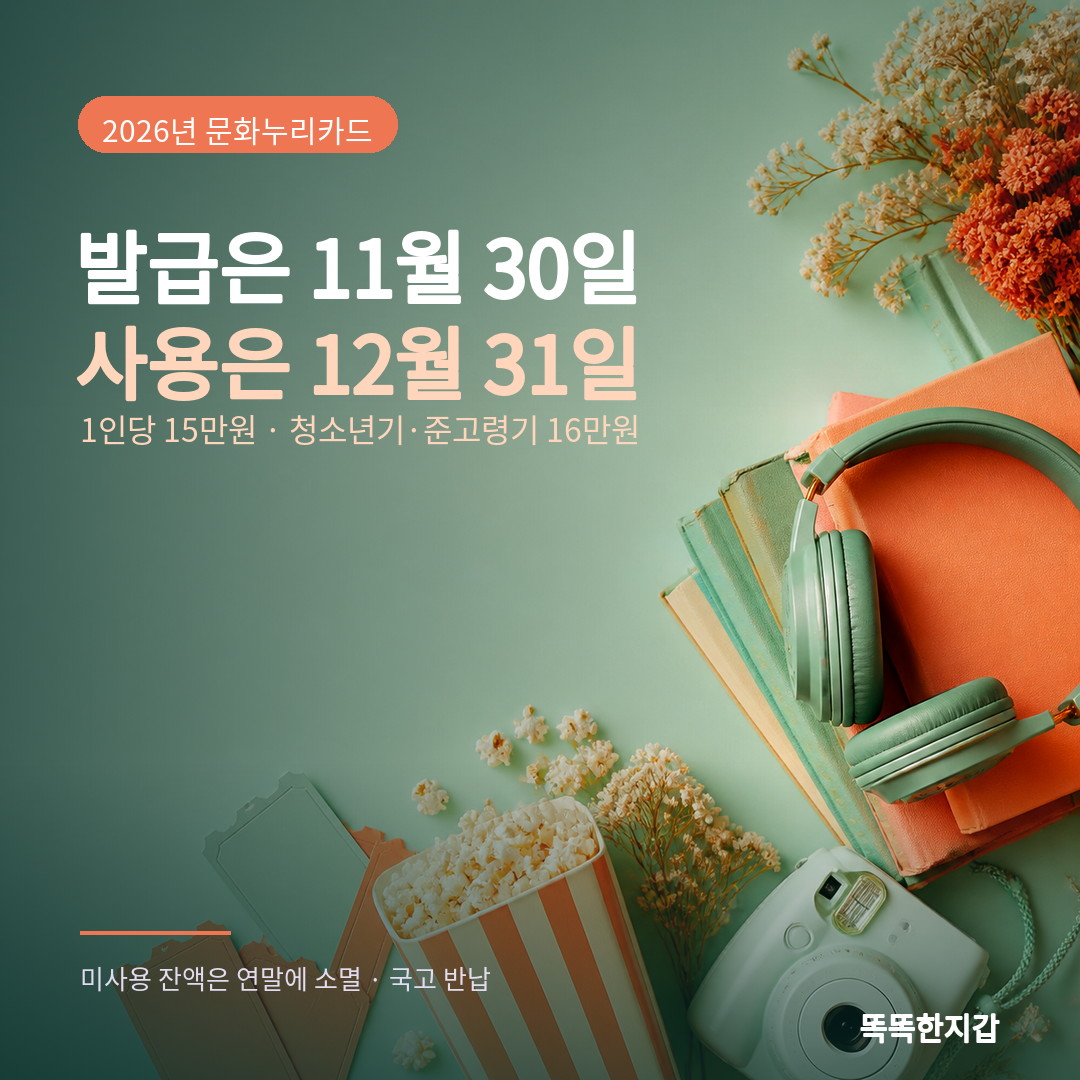 2026년 문화누리카드
발급은 11월 30일
사용은 12월 31일
1인당 15만원 · 청소년기·준고령기 16만원
미사용 잔액은 연말에 소멸 · 국고 반납
똑똑한지갑